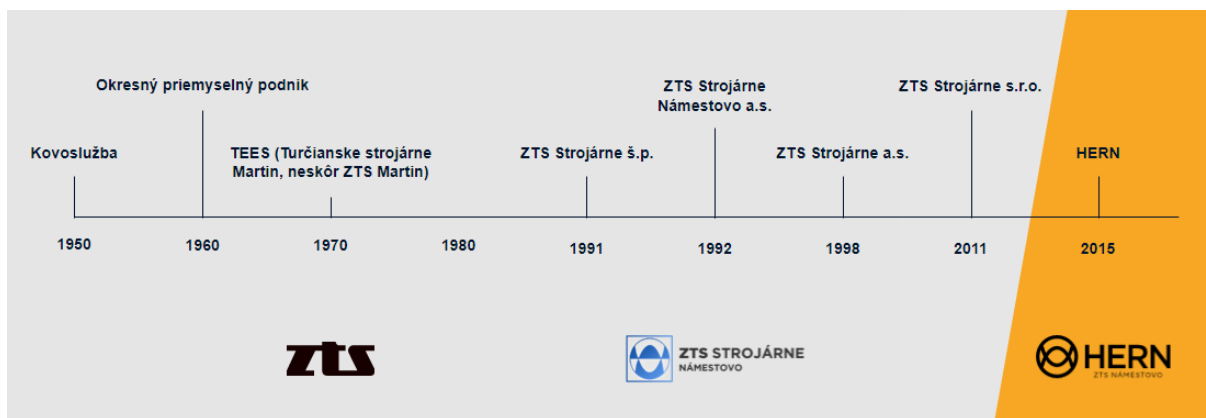 Okresný priemyselný podnik
ZTS Strojárne
Námestovo a.s.
ZTS Strojárne s.r.o.
Kovoslužba
TEES (Turčianske strojárne
Martin, neskôr ZTS Martin)
ZTS Strojárne š.p.
ZTS Strojárne a.s.
HERN
1950
1960
1970
1980
1991
1992
1998
2011
2015
zts
ZTS STROJÁRNE
NÁMESTOVO
HERN
ZTS NÁMESTOVO